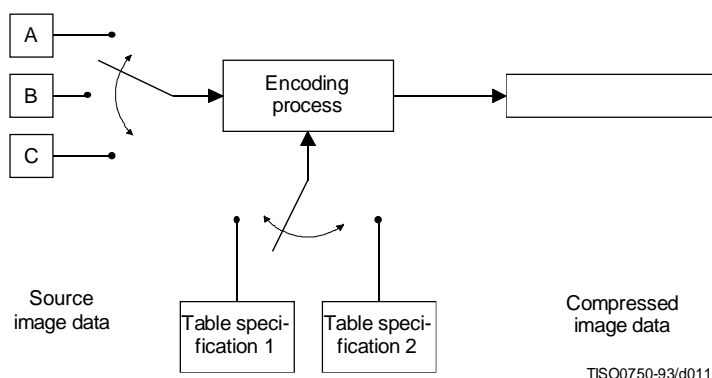 A
B
C
Encoding
process
Source
image data
Table speci-
fication 1
Table speci-
fication 2
Compressed
image data
TISO0750-93/d011